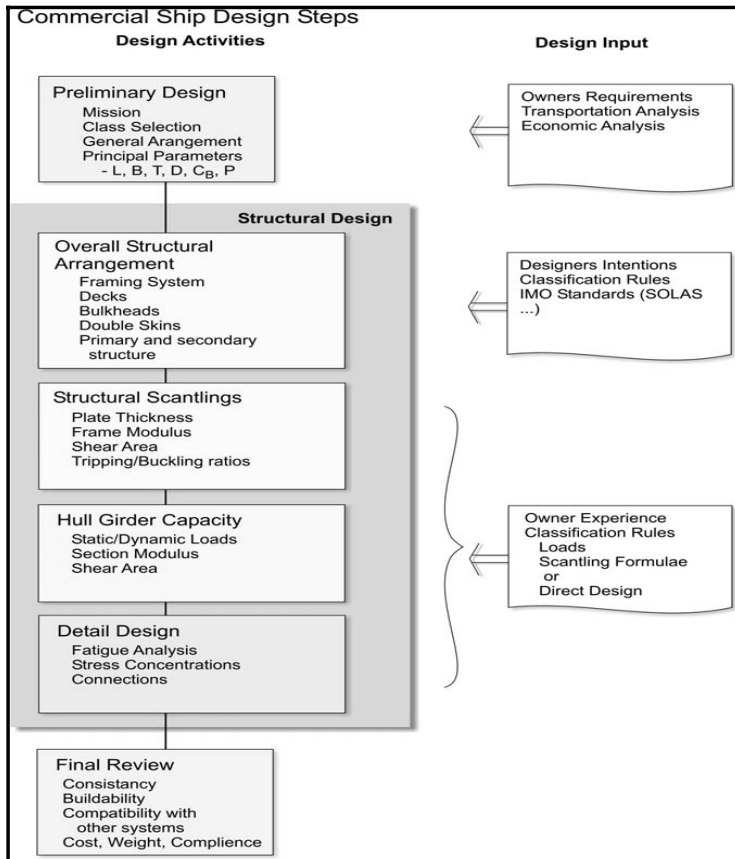 Commercial Ship Design Steps
Design Activities
Design Input
Preliminary Design
Mission
Class Selection
General Arangement
Principal Parameters
- L, B, T, D, C_B, P
Owners Requirements
Transportation Analysis
Economic Analysis
Structural Design
Overall Structural
Arrangement
Framing System
Decks
Bulkheads
Double Skins
Primary and secondary
structure
Designers Intentions
Classification Rules
IMO Standards (SOLAS
...)
Structural Scantlings
Plate Thickness
Frame Modulus
Shear Area
Tripping/Buckling ratios
Hull Girder Capacity
Static/Dynamic Loads
Section Modulus
Shear Area
Owner Experience
Classification Rules
Loads
Scantling Formulae
or
Direct Design
Detail Design
Fatigue Analysis
Stress Concentrations
Connections
Final Review
Consistancy
Buildability
Compatibility with
other systems
Cost, Weight, Complience